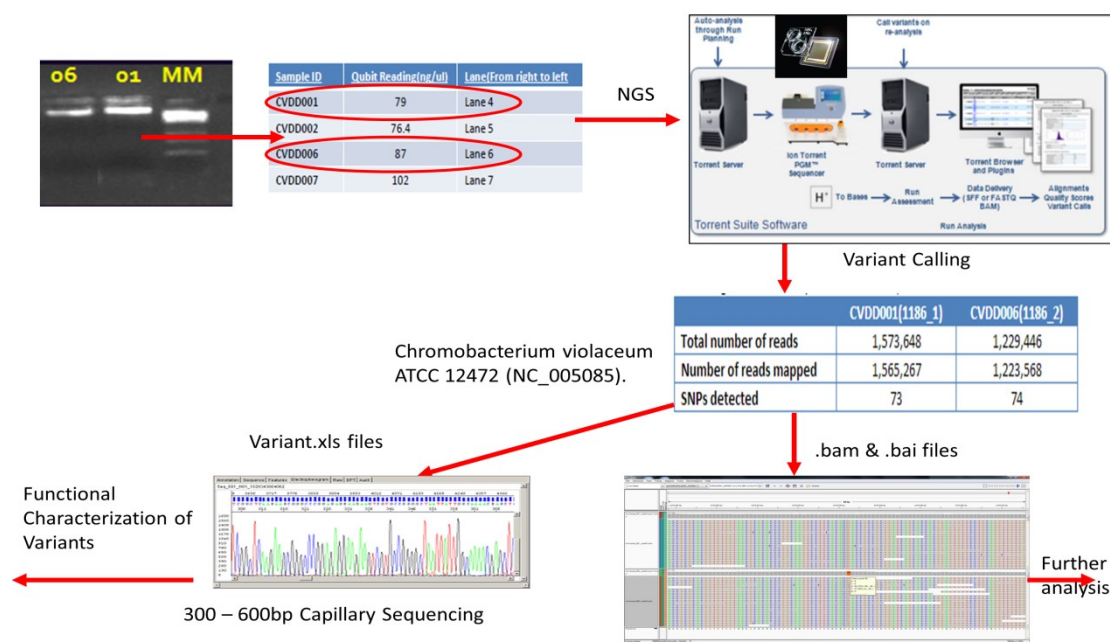 o6 o1 MM
Sample ID Qubit Reading(ng/ul) Lane(From right to left
CVDD001 79 Lane 4
CVDD002 76.4 Lane 5
CVDD006 87 Lane 6
CVDD007 102 Lane 7
NGS
Auto-analysis
through Run
Planning
Call variants on
re-analysis
Torrent Server
Ion Torrent
PGM™
Sequencer
Torrent Server
Torrent Browser
and Plugins
H⁺ To Bases
Run
Assessment
Data Delivery
(SFF or FASTQ
BAM)
Alignments
Quality Scores
Variant Calls
Torrent Suite Software
Run Analysis
Variant Calling
CVDD001(1186_1) CVDD006(1186_2)
Total number of reads 1,573,648 1,229,446
Number of reads mapped 1,565,267 1,223,568
SNPs detected 73 74
Chromobacterium violaceum
ATCC 12472 (NC_005085).
Variant.xls files
.bam & .bai files
Functional
Characterization of
Variants
300 – 600bp Capillary Sequencing
Further
analysis